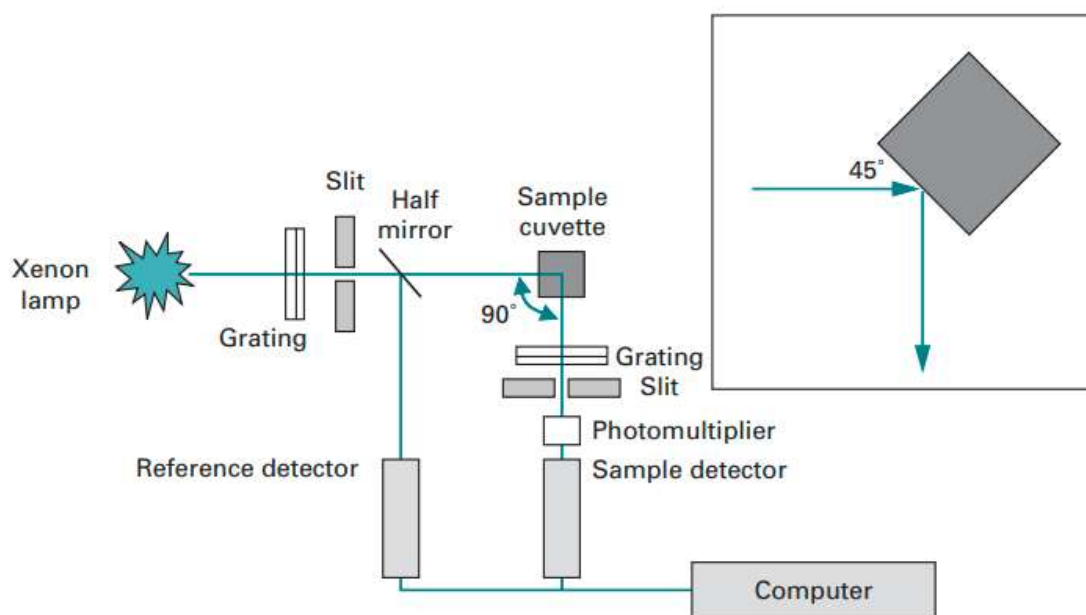 Xenon
lamp
Grating
Slit
Half
mirror
Sample
cuvette
90°
Grating
Slit
Photomultiplier
Sample detector
Reference detector
Computer
45°